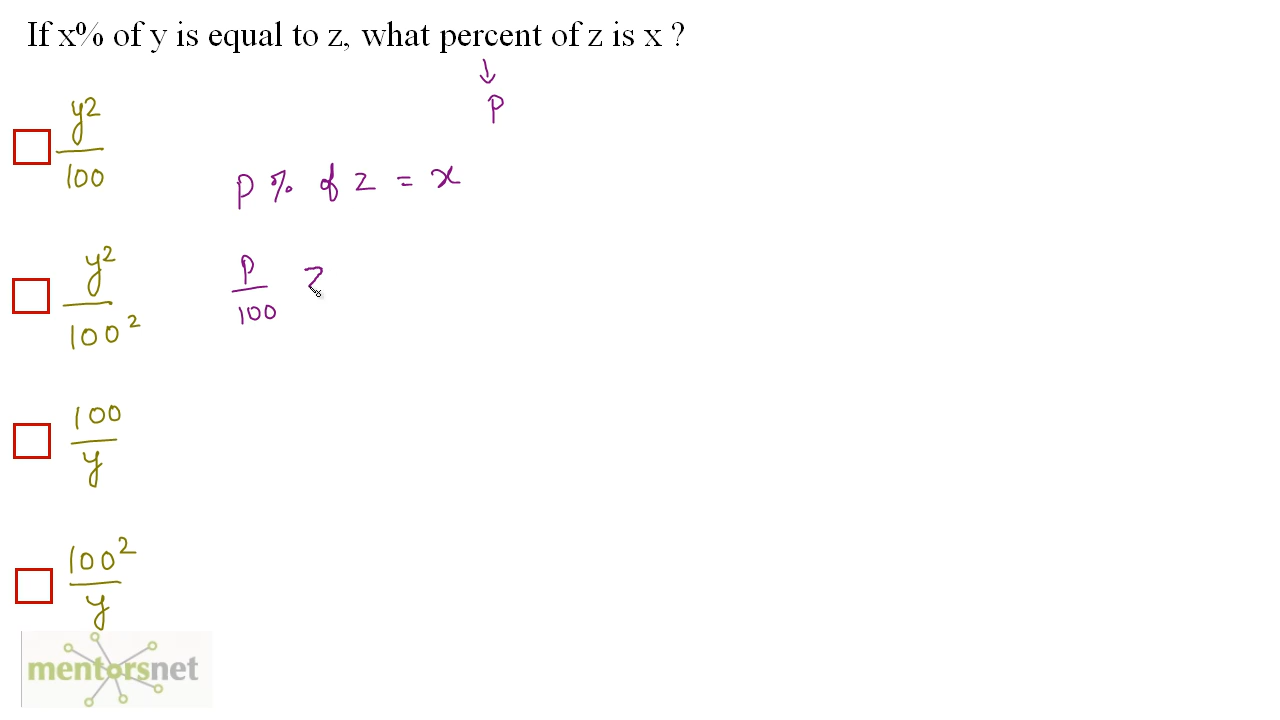 If x% of y is equal to z, what percent of z is x ?
↓
p
y²
100
p % of z = x
y²
100²
p
100
z
100
y
100²
y
mentorsnet